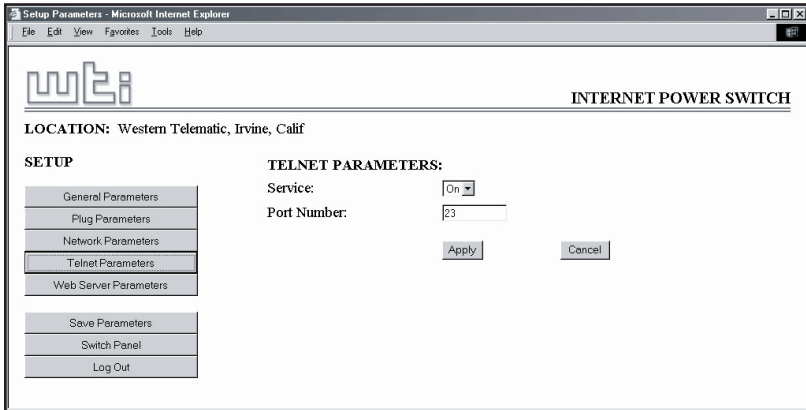 Setup Parameters - Microsoft Internet Explorer
File Edit View Favorites Tools Help
wti
INTERNET POWER SWITCH
LOCATION: Western Telematic, Irvine, Calif
SETUP
General Parameters
Plug Parameters
Network Parameters
Telnet Parameters
Web Server Parameters
Save Parameters
Switch Panel
Log Out
TELNET PARAMETERS:
Service: On
Port Number: 23
Apply Cancel